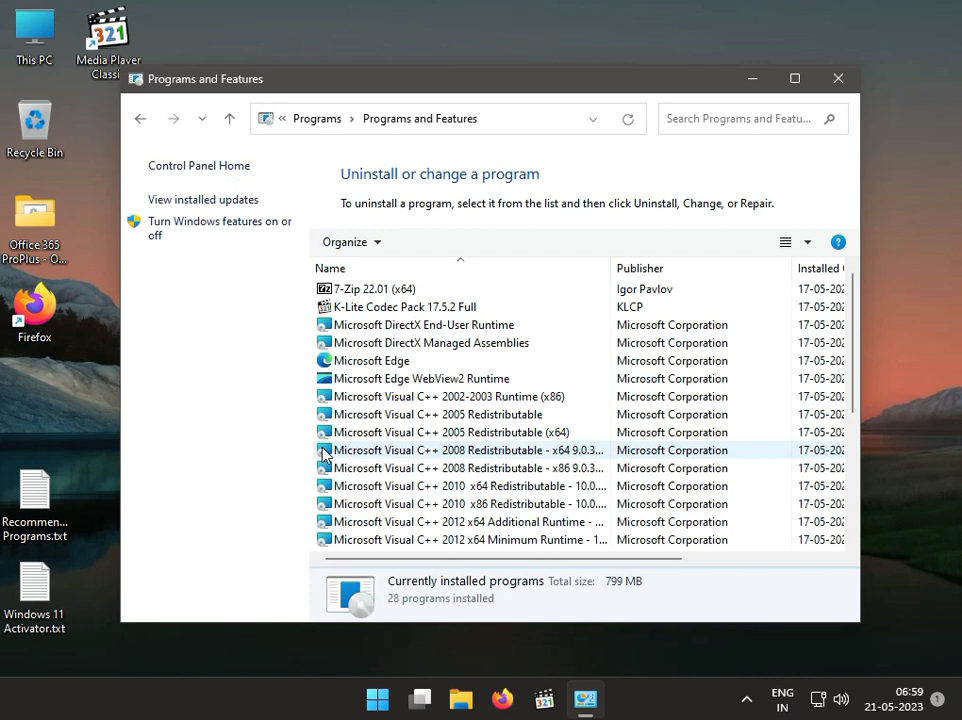 This PC
Media Player
Classi
Recycle Bin
Office 365
ProPlus - O...
Firefox
Recommen...
Programs.txt
Windows 11
Activator.txt
Programs and Features
Programs
Programs and Features
Search Programs and Featu...
Control Panel Home
View installed updates
Turn Windows features on or
off
Uninstall or change a program
To uninstall a program, select it from the list and then click Uninstall, Change, or Repair.
Organize
Name Publisher Installed
7-Zip 22.01 (x64) Igor Pavlov 17-05-202
K-Lite Codec Pack 17.5.2 Full KLCP 17-05-202
Microsoft DirectX End-User Runtime Microsoft Corporation 17-05-202
Microsoft DirectX Managed Assemblies Microsoft Corporation 17-05-202
Microsoft Edge Microsoft Corporation 17-05-202
Microsoft Edge WebView2 Runtime Microsoft Corporation 17-05-202
Microsoft Visual C++ 2002-2003 Runtime (x86) Microsoft Corporation 17-05-202
Microsoft Visual C++ 2005 Redistributable Microsoft Corporation 17-05-202
Microsoft Visual C++ 2005 Redistributable (x64) Microsoft Corporation 17-05-202
Microsoft Visual C++ 2008 Redistributable - x64 9.0.3... Microsoft Corporation 17-05-202
Microsoft Visual C++ 2008 Redistributable - x86 9.0.3... Microsoft Corporation 17-05-202
Microsoft Visual C++ 2010 x64 Redistributable - 10.0.... Microsoft Corporation 17-05-202
Microsoft Visual C++ 2010 x86 Redistributable - 10.0.... Microsoft Corporation 17-05-202
Microsoft Visual C++ 2012 x64 Additional Runtime - ... Microsoft Corporation 17-05-202
Microsoft Visual C++ 2012 x64 Minimum Runtime - 1... Microsoft Corporation 17-05-202
Currently installed programs Total size: 799 MB
28 programs installed
321
321
ENG
IN
06:59
21-05-2023
1